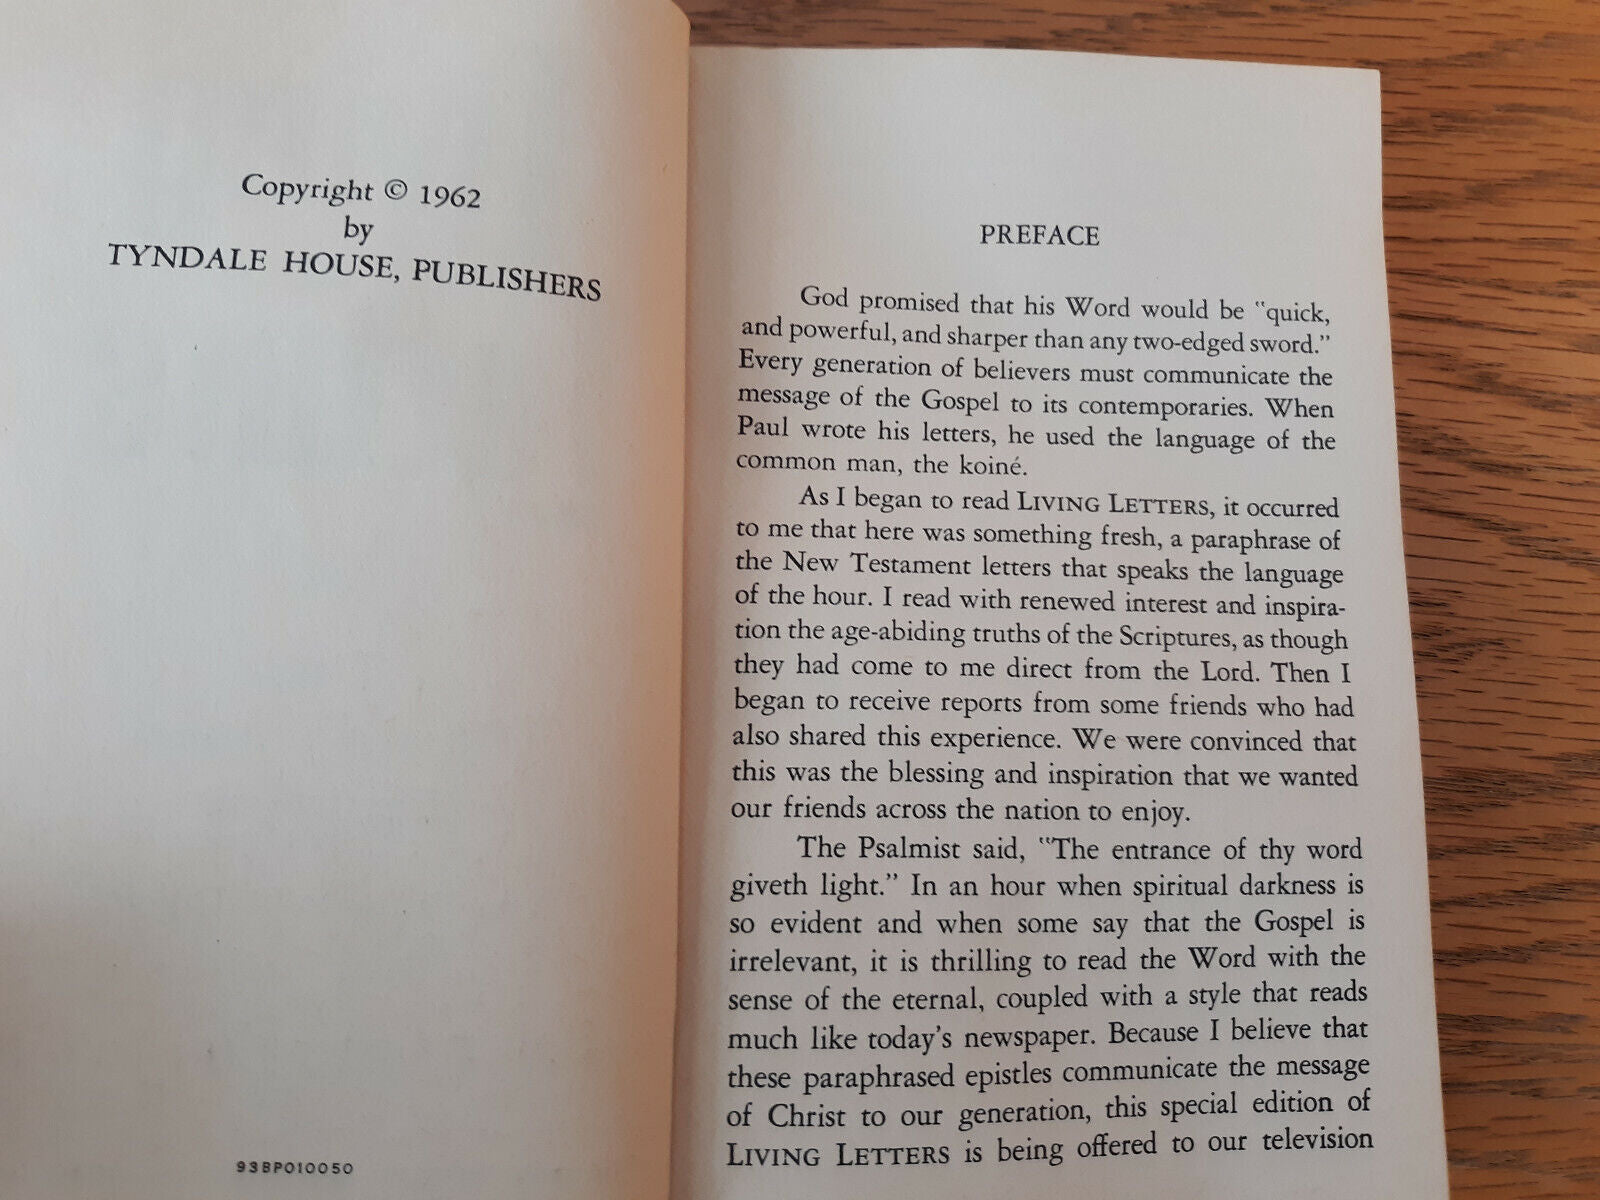 Copyright © 1962
by
TYNDALE HOUSE, PUBLISHERS
93BP010050
PREFACE
God promised that his Word would be "quick,
and powerful, and sharper than any two-edged sword."
Every generation of believers must communicate the
message of the Gospel to its contemporaries. When
Paul wrote his letters, he used the language of the
common man, the koiné.
As I began to read LIVING LETTERS, it occurred
to me that here was something fresh, a paraphrase of
the New Testament letters that speaks the language
of the hour. I read with renewed interest and inspira-
tion the age-abiding truths of the Scriptures, as though
they had come to me direct from the Lord. Then I
began to receive reports from some friends who had
also shared this experience. We were convinced that
this was the blessing and inspiration that we wanted
our friends across the nation to enjoy.
The Psalmist said, "The entrance of thy word
giveth light." In an hour when spiritual darkness is
so evident and when some say that the Gospel is
irrelevant, it is thrilling to read the Word with the
sense of the eternal, coupled with a style that reads
much like today's newspaper. Because I believe that
these paraphrased epistles communicate the message
of Christ to our generation, this special edition of
LIVING LETTERS is being offered to our television